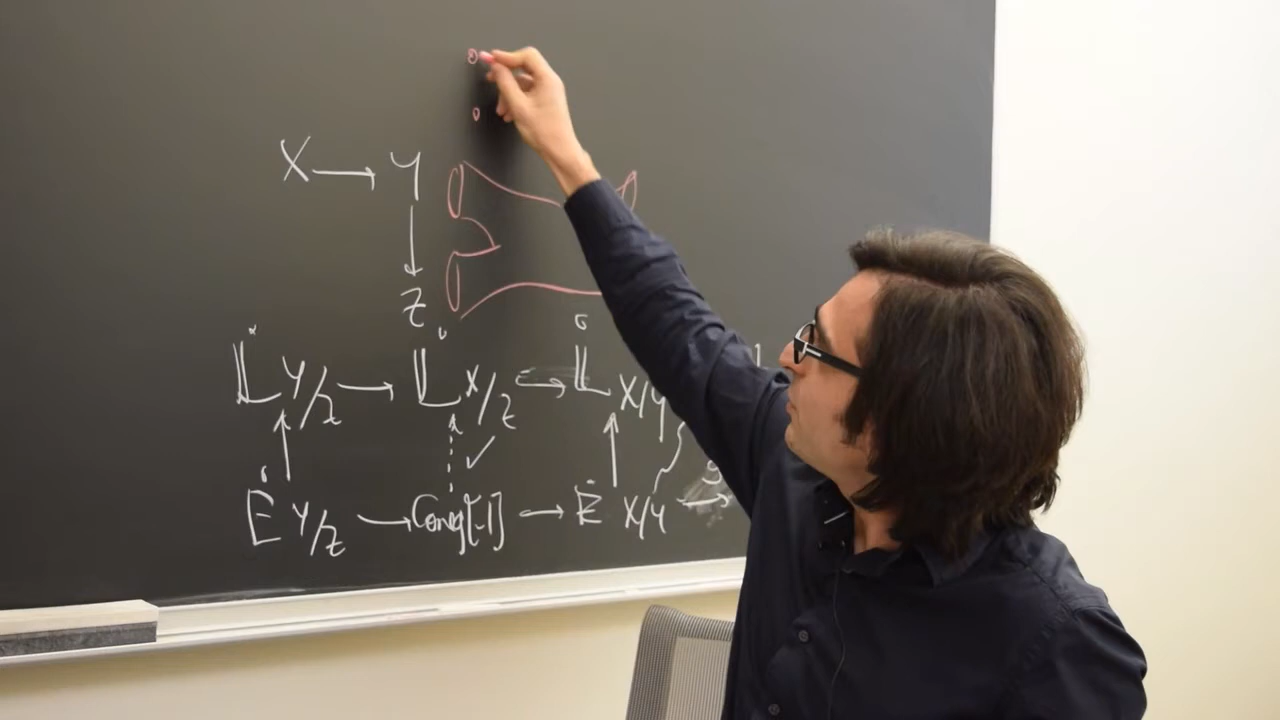 X → Y
↓
Z
L• Y/Z → L• X/Z → L• X/Y
↑ ⇡ ✓ ↑
E• Y/Z → Cone[-1] → E• X/Y → g